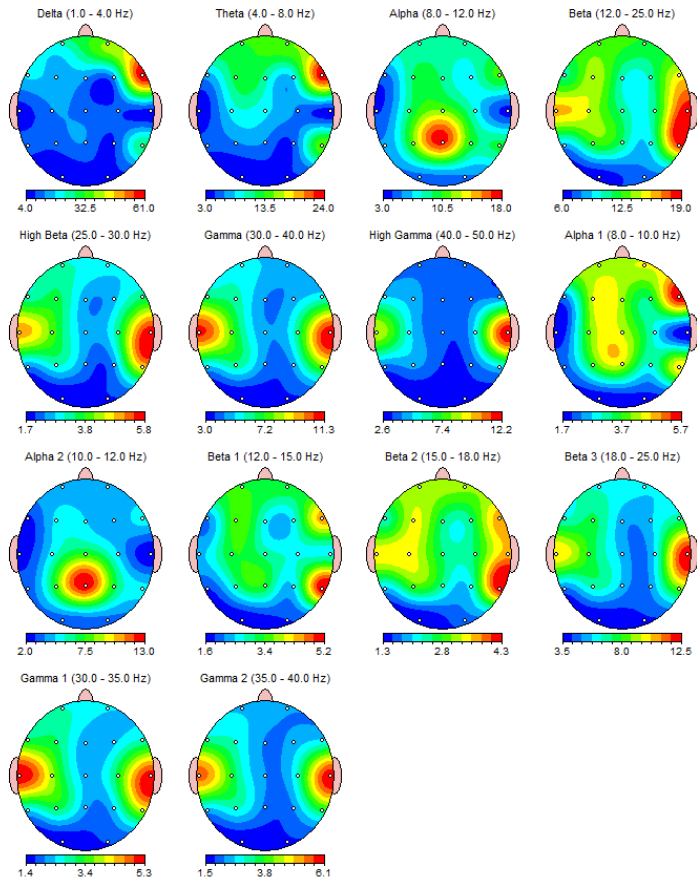 Delta (1.0 - 4.0 Hz) Theta (4.0 - 8.0 Hz) Alpha (8.0 - 12.0 Hz) Beta (12.0 - 25.0 Hz)
4.0 32.5 61.0 3.0 13.5 24.0 3.0 10.5 18.0 6.0 12.5 19.0
High Beta (25.0 - 30.0 Hz) Gamma (30.0 - 40.0 Hz) High Gamma (40.0 - 50.0 Hz) Alpha 1 (8.0 - 10.0 Hz)
1.7 3.8 5.8 3.0 7.2 11.3 2.6 7.4 12.2 1.7 3.7 5.7
Alpha 2 (10.0 - 12.0 Hz) Beta 1 (12.0 - 15.0 Hz) Beta 2 (15.0 - 18.0 Hz) Beta 3 (18.0 - 25.0 Hz)
2.0 7.5 13.0 1.6 3.4 5.2 1.3 2.8 4.3 3.5 8.0 12.5
Gamma 1 (30.0 - 35.0 Hz) Gamma 2 (35.0 - 40.0 Hz)
1.4 3.4 5.3 1.5 3.8 6.1